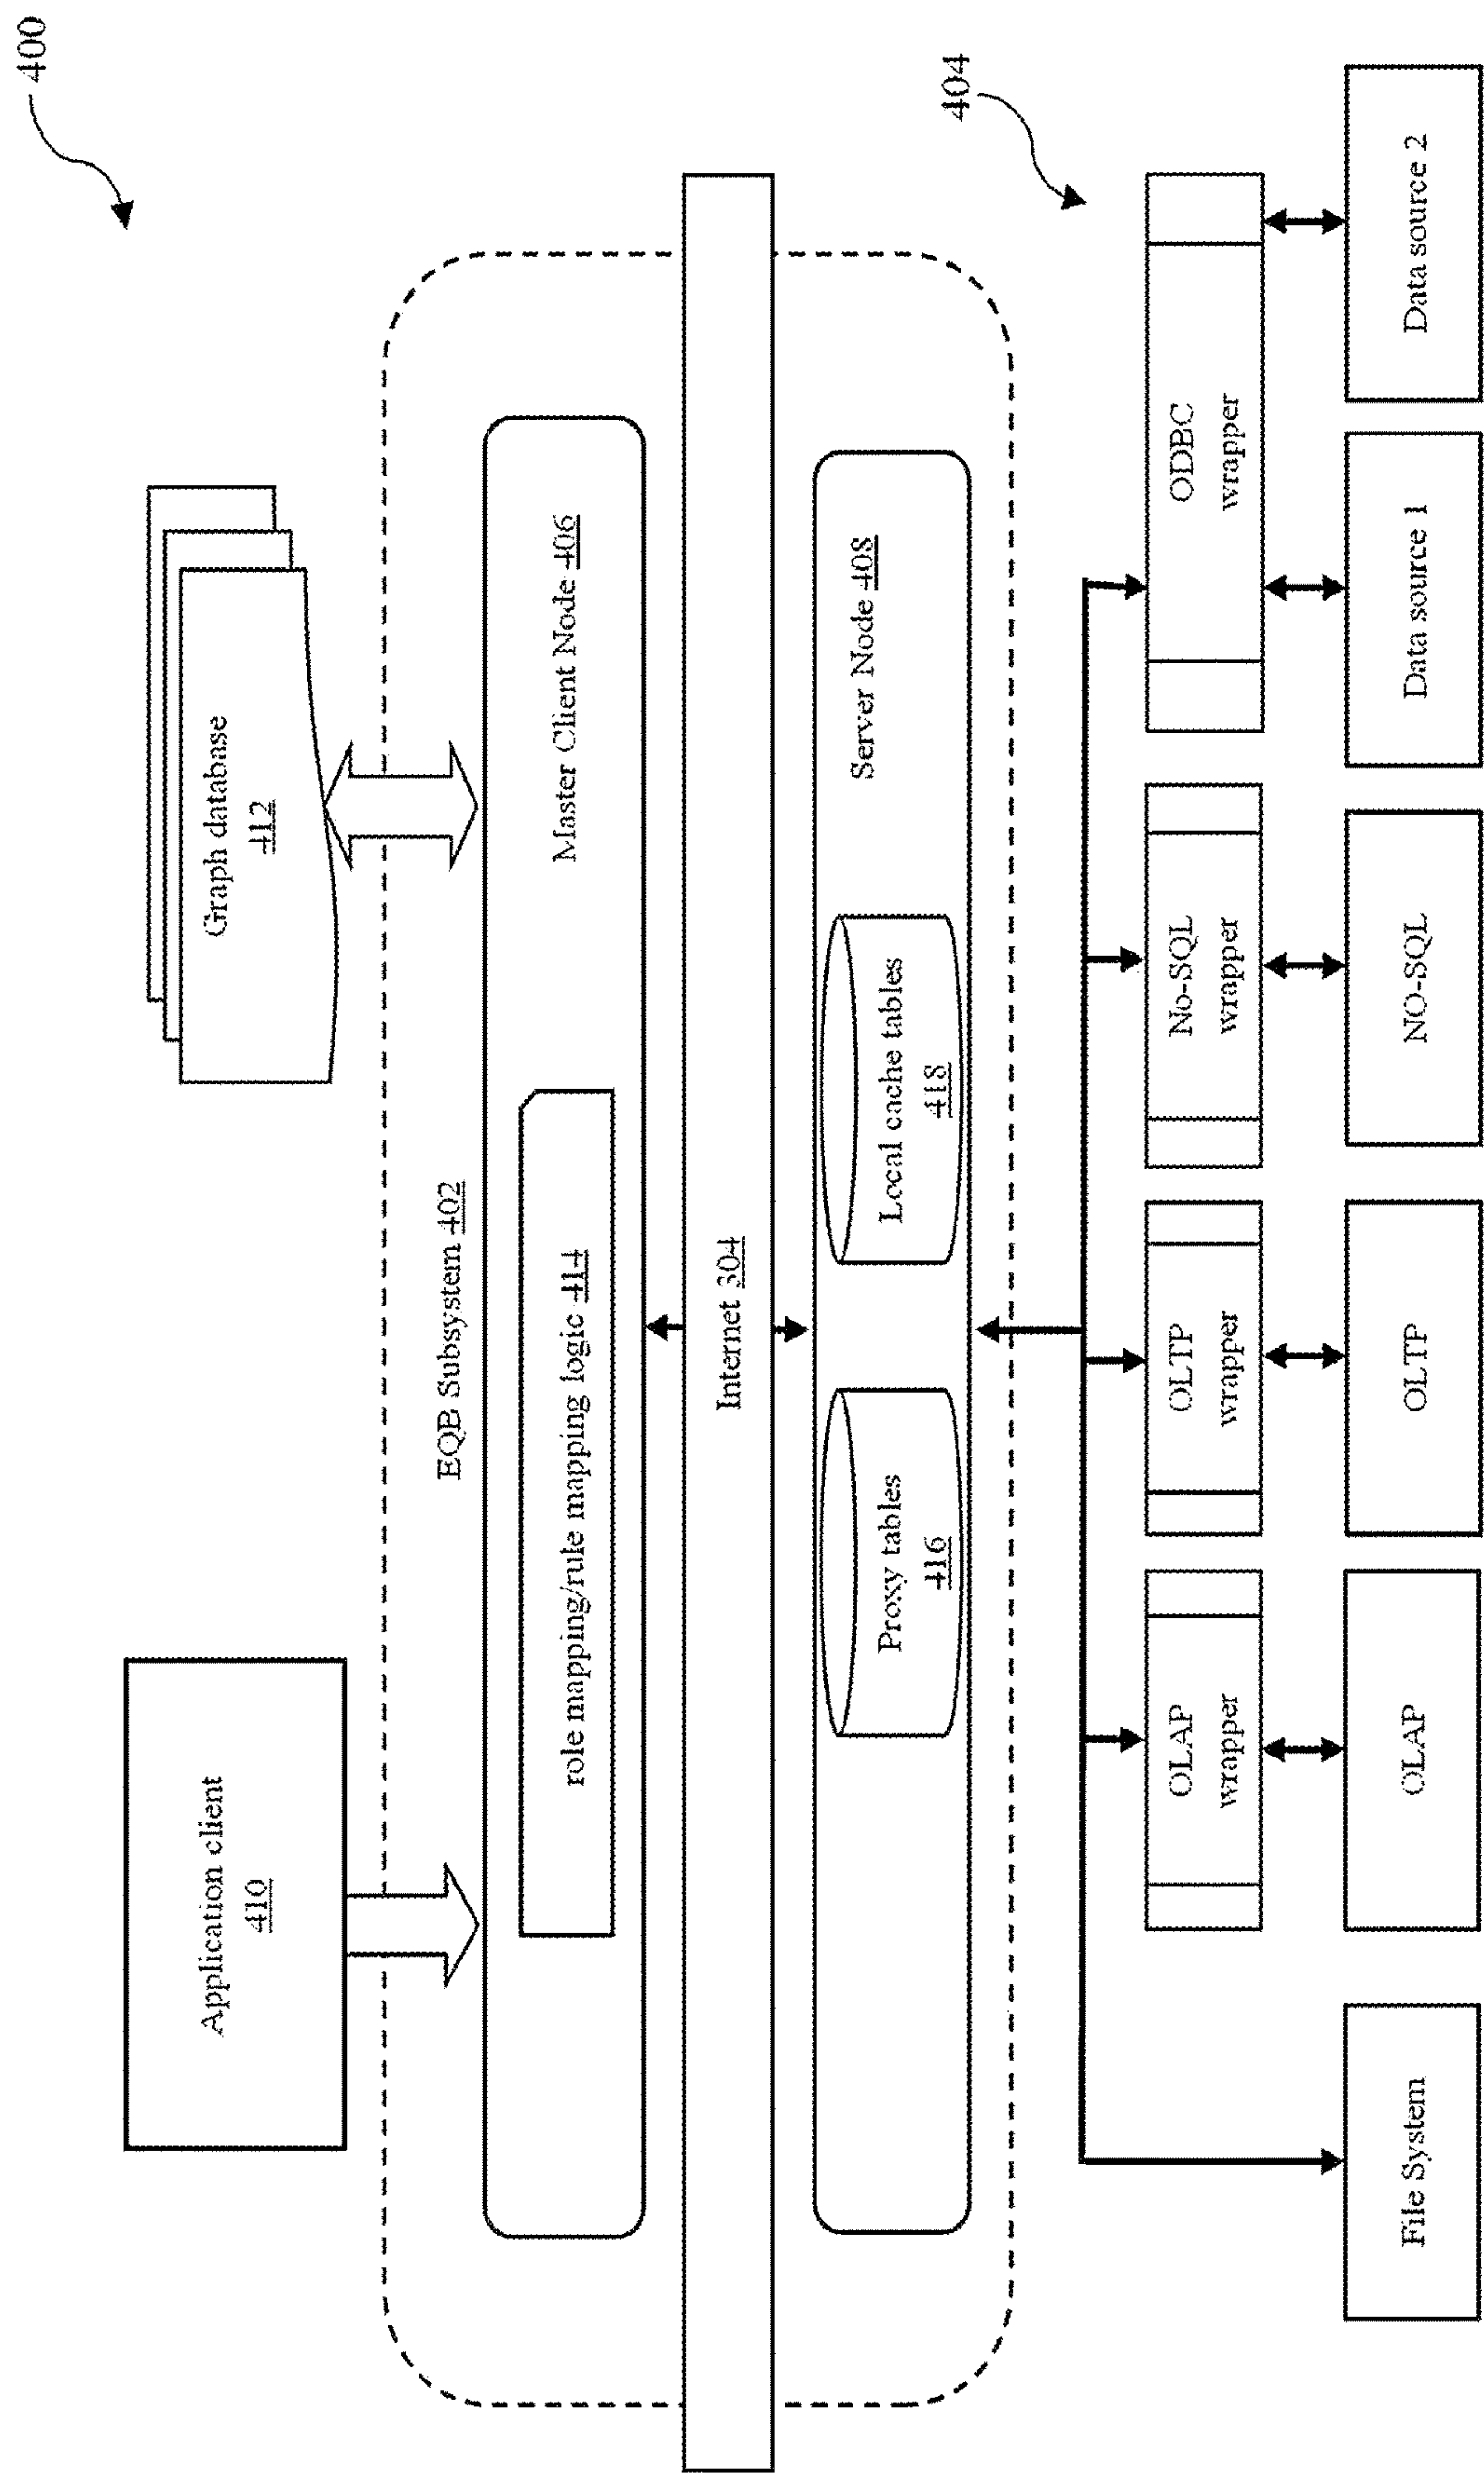 400
Application client
410
Graph database
412
EQB Subsystem 402
Master Client Node 406
role mapping/rule mapping logic 414
Internet 304
Server Node 408
Proxy tables
416
Local cache tables
418
404
OLAP
wrapper
OLTP
wrapper
No-SQL
wrapper
ODBC
wrapper
File System
OLAP
OLTP
NO-SQL
Data source 1
Data source 2